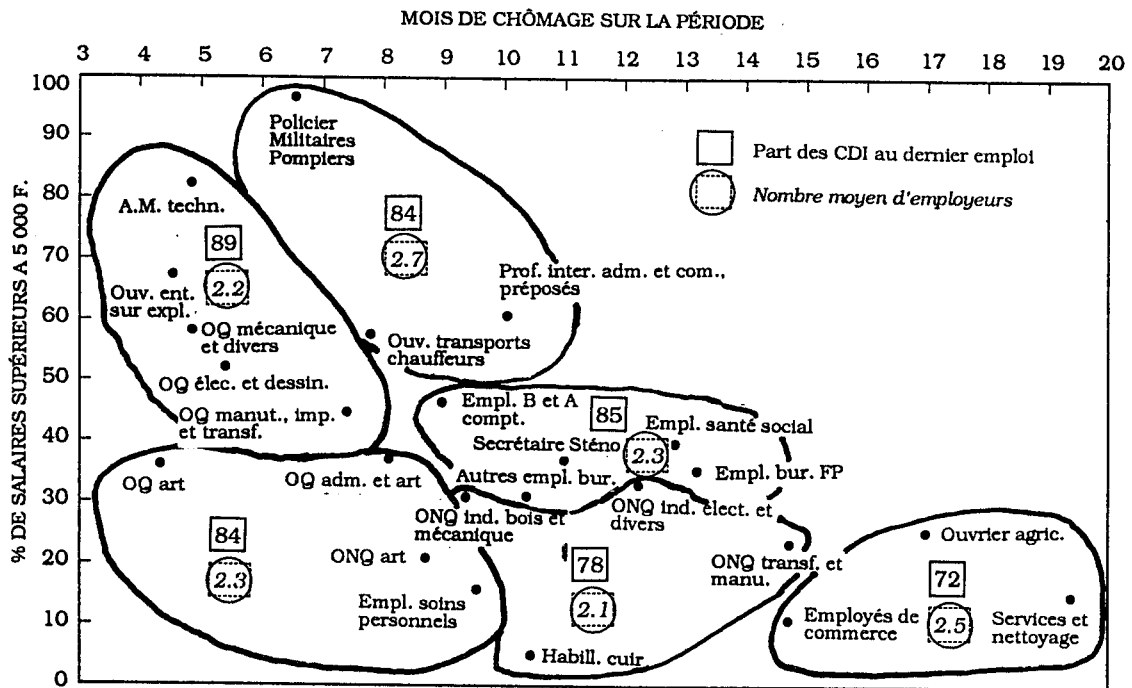 MOIS DE CHÔMAGE SUR LA PÉRIODE
3 4 5 6 7 8 9 10 11 12 13 14 15 16 17 18 19 20
% DE SALAIRES SUPÉRIEURS A 5 000 F.
100
90
80
70
60
50
40
30
20
10
0
Part des CDI au dernier emploi
Nombre moyen d'employeurs
Policier
Militaires
Pompiers
84
2.7
Prof. inter. adm. et com.,
préposés
Ouv. transports
chauffeurs
A.M. techn.
89
2.2
Ouv. ent.
sur expl.
OQ mécanique
et divers
OQ élec. et dessin.
OQ manut., imp.
et transf.
Empl. B et A
compt.
85
Empl. santé social
Secrétaire Sténo
2.3
Autres empl. bur.
Empl. bur. FP
OQ art
OQ adm. et art
84
2.3
ONQ art
Empl. soins
personnels
ONQ ind. bois et
mécanique
ONQ ind. élect. et
divers
78
2.1
ONQ transf. et
manu.
Habill. cuir
Ouvrier agric.
72
2.5
Employés de
commerce
Services et
nettoyage